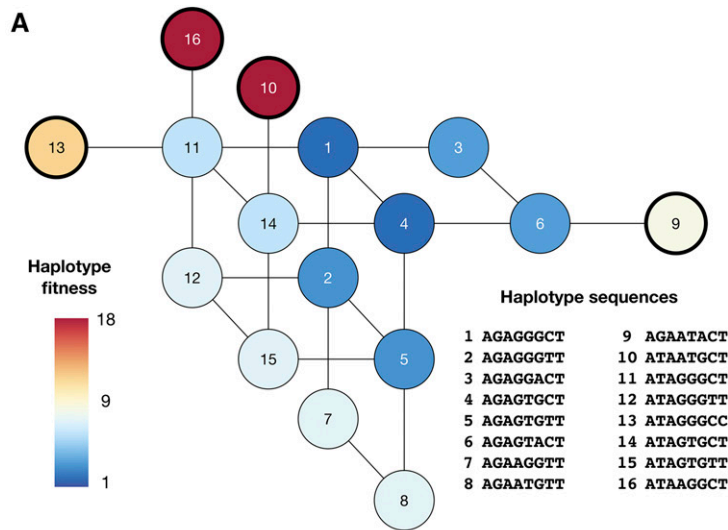 A
16
10
13
11
1
3
14
4
6
9
12
2
15
5
7
8
Haplotype
fitness
18
9
1
Haplotype sequences
1 AGAGGGCT 9 AGAATACT
2 AGAGGGTT 10 ATAATGCT
3 AGAGGACT 11 ATAGGGCT
4 AGAGTGCT 12 ATAGGGTT
5 AGAGTGTT 13 ATAGGGCC
6 AGAGTACT 14 ATAGTGCT
7 AGAAGGTT 15 ATAGTGTT
8 AGAATGTT 16 ATAAGGCT